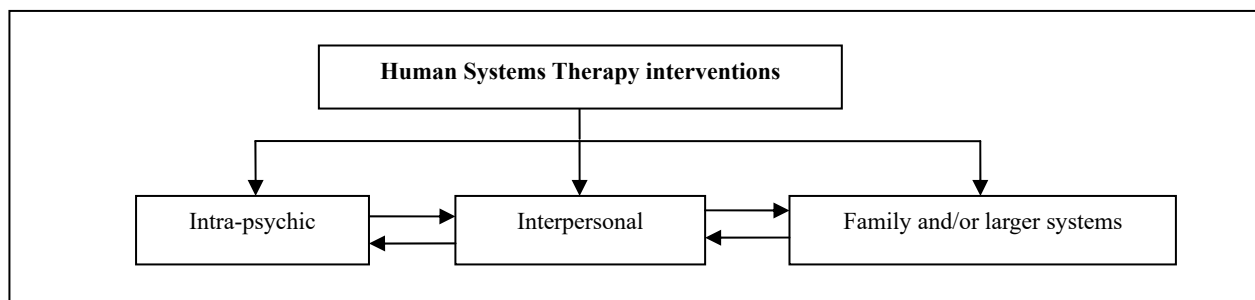 Human Systems Therapy interventions
Intra-psychic
Interpersonal
Family and/or larger systems